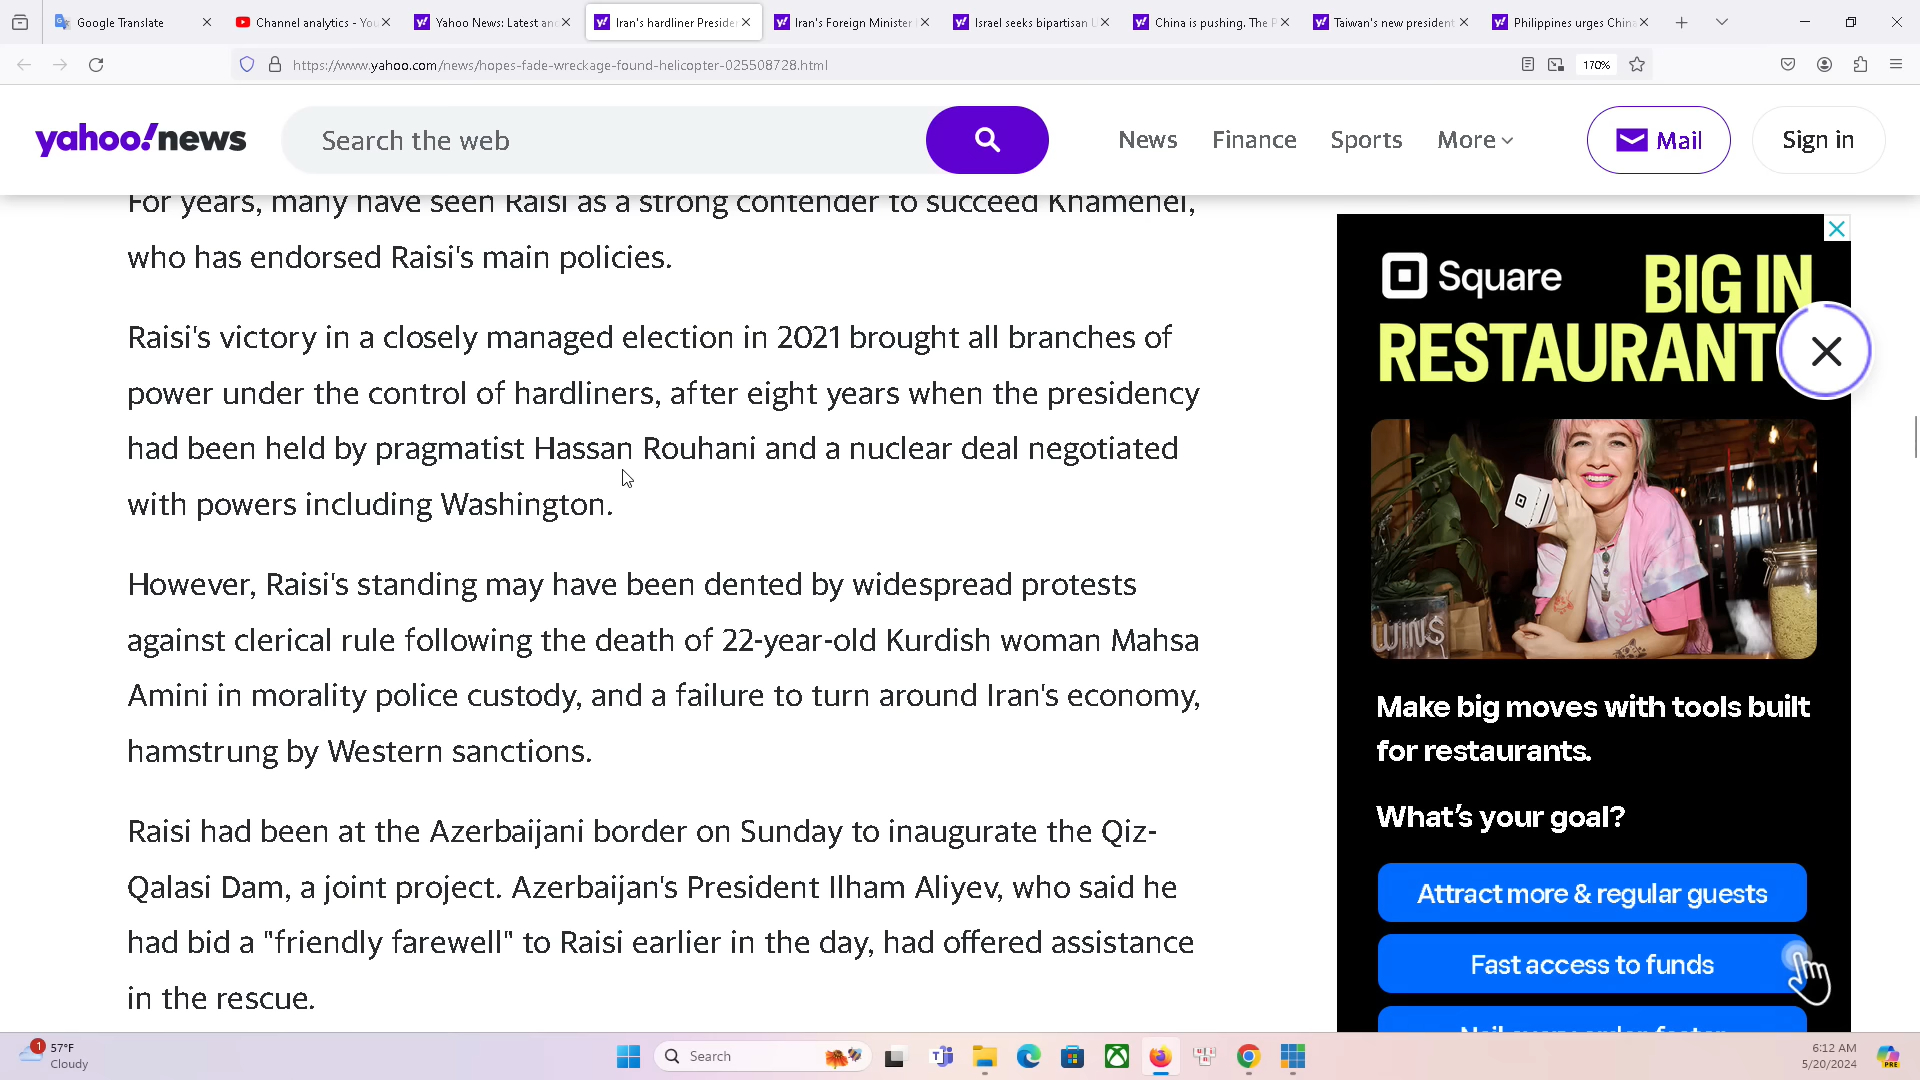 Google Translate
Channel analytics - You
Yahoo News: Latest and
Iran's hardliner Preside
Iran's Foreign Minister
Israel seeks bipartisan U
China is pushing. The P
Taiwan's new president
Philippines urges China
https://www.yahoo.com/news/hopes-fade-wreckage-found-helicopter-025508728.html
170%
yahoo!news
Search the web
News
Finance
Sports
More
Mail
Sign in
For years, many have seen Raisi as a strong contender to succeed Khamenei,
who has endorsed Raisi's main policies.
Raisi's victory in a closely managed election in 2021 brought all branches of
power under the control of hardliners, after eight years when the presidency
had been held by pragmatist Hassan Rouhani and a nuclear deal negotiated
with powers including Washington.
However, Raisi's standing may have been dented by widespread protests
against clerical rule following the death of 22-year-old Kurdish woman Mahsa
Amini in morality police custody, and a failure to turn around Iran's economy,
hamstrung by Western sanctions.
Raisi had been at the Azerbaijani border on Sunday to inaugurate the Qiz-
Qalasi Dam, a joint project. Azerbaijan's President Ilham Aliyev, who said he
had bid a "friendly farewell" to Raisi earlier in the day, had offered assistance
in the rescue.
Square
BIG IN
RESTAURANT
WINS
Make big moves with tools built
for restaurants.
What's your goal?
Attract more & regular guests
Fast access to funds
Nail every order faster
1
57°F
Cloudy
Search
6:12 AM
5/20/2024
PRE